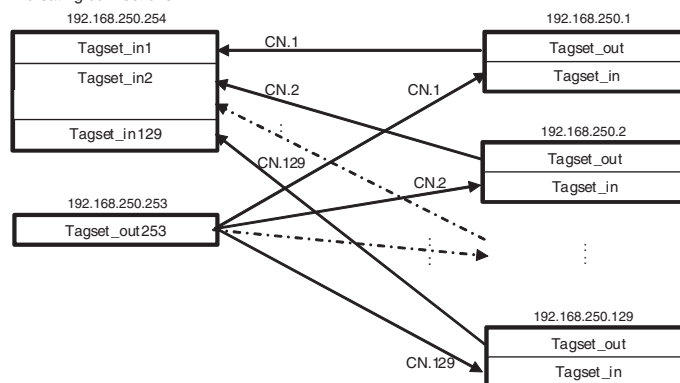 192.168.250.254
Tagset_in1
Tagset_in2
Tagset_in129
192.168.250.253
Tagset_out253
CN.1
CN.2
CN.129
CN.1
CN.2
CN.129
192.168.250.1
Tagset_out
Tagset_in
192.168.250.2
Tagset_out
Tagset_in
192.168.250.129
Tagset_out
Tagset_in